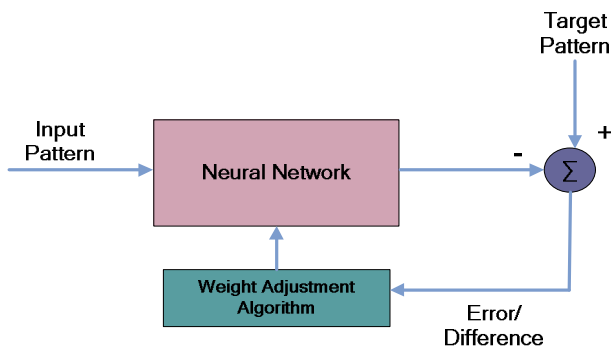 Target
Pattern
Input
Pattern
Neural Network
-
+
Σ
Weight Adjustment
Algorithm
Error/
Difference